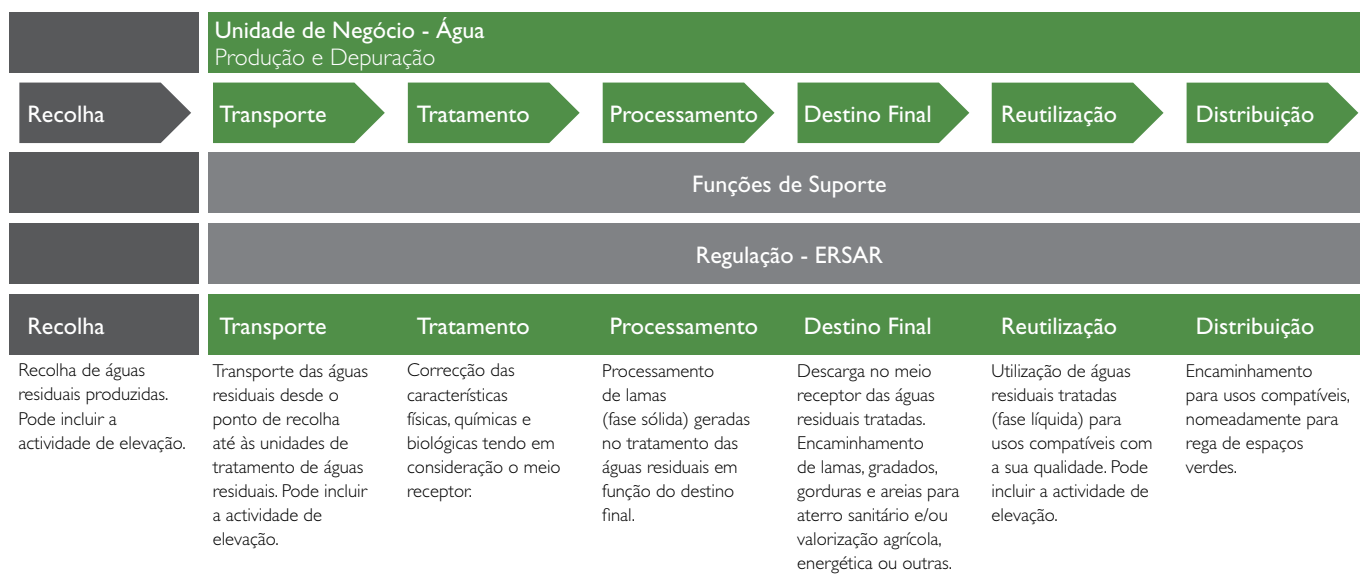 Unidade de Negócio - Água
Produção e Depuração
Recolha
Transporte
Tratamento
Processamento
Destino Final
Reutilização
Distribuição
Funções de Suporte
Regulação - ERSAR
Recolha
Transporte
Tratamento
Processamento
Destino Final
Reutilização
Distribuição
Recolha de águas
residuais produzidas.
Pode incluir a
actividade de elevação.
Transporte das águas
residuais desde o
ponto de recolha
até às unidades de
tratamento de águas
residuais. Pode incluir
a actividade de
elevação.
Correcção das
características
físicas, químicas e
biológicas tendo em
consideração o meio
receptor.
Processamento
de lamas
(fase sólida) geradas
no tratamento das
águas residuais em
função do destino
final.
Descarga no meio
receptor das águas
residuais tratadas.
Encaminhamento
de lamas, gradados,
gorduras e areias para
aterro sanitário e/ou
valorização agrícola,
energética ou outras.
Utilização de águas
residuais tratadas
(fase líquida) para
usos compatíveis com
a sua qualidade. Pode
incluir a actividade de
elevação.
Encaminhamento
para usos compatíveis,
nomeadamente para
rega de espaços
verdes.